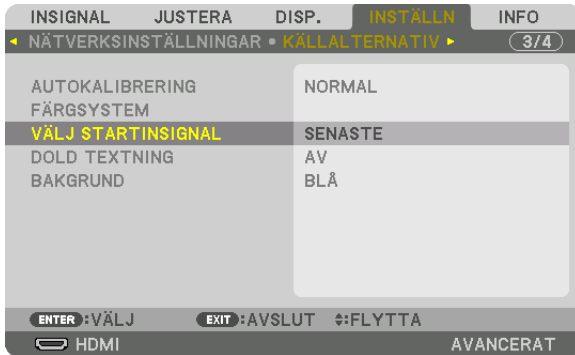 INSIGNAL JUSTERA DISP. INSTÄLLN INFO
NÄTVERKSINSTÄLLNINGAR • KÄLLALTERNATIV 3/4
AUTOKALIBRERING NORMAL
FÄRGSYSTEM
VÄLJ STARTINSIGNAL SENASTE
DOLD TEXTNING AV
BAKGRUND BLÅ
ENTER :VÄLJ EXIT :AVSLUT :FLYTTA
HDMI AVANCERAT